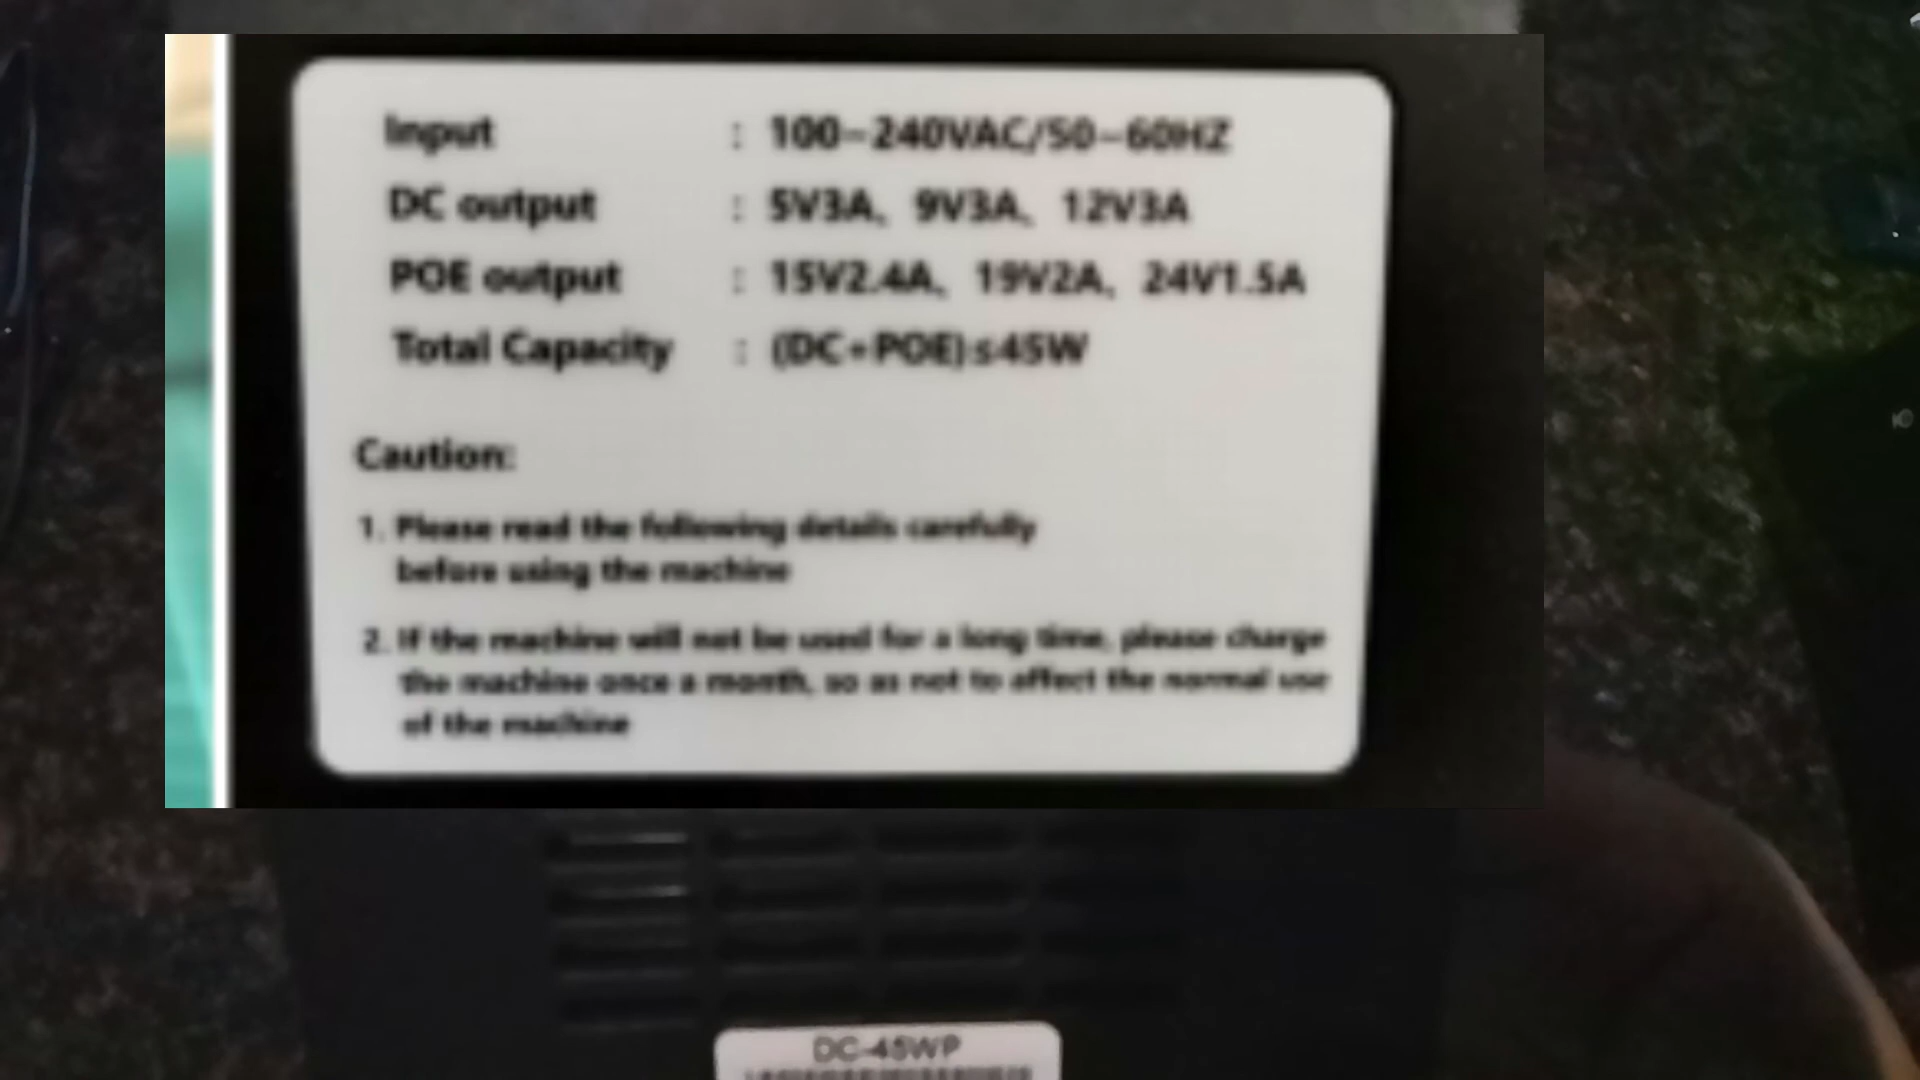 Input : 100~240VAC/50~60HZ
DC output : 5V3A、9V3A、12V3A
POE output : 15V2.4A、19V2A、24V1.5A
Total Capacity : (DC+POE):≤45W
Caution:
1. Please read the following details carefully
before using the machine
2. If the machine will not be used for a long time, please charge
the machine once a month, so as not to affect the normal use
of the machine
DC-45WP